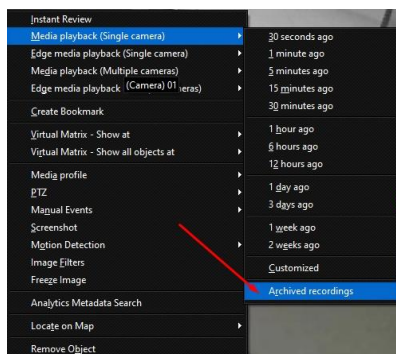 Instant Review
Media playback (Single camera)
Edge media playback (Single camera)
Media playback (Multiple cameras)
Edge media playback eras)
(Camera) 01
Create Bookmark
Virtual Matrix - Show at
Virtual Matrix - Show all objects at
Media profile
PTZ
Manual Events
Screenshot
Motion Detection
Image Filters
Freeze Image
Analytics Metadata Search
Locate on Map
Remove Object
30 seconds ago
1 minute ago
5 minutes ago
15 minutes ago
30 minutes ago
1 hour ago
6 hours ago
12 hours ago
1 day ago
3 days ago
1 week ago
2 weeks ago
Customized
Archived recordings